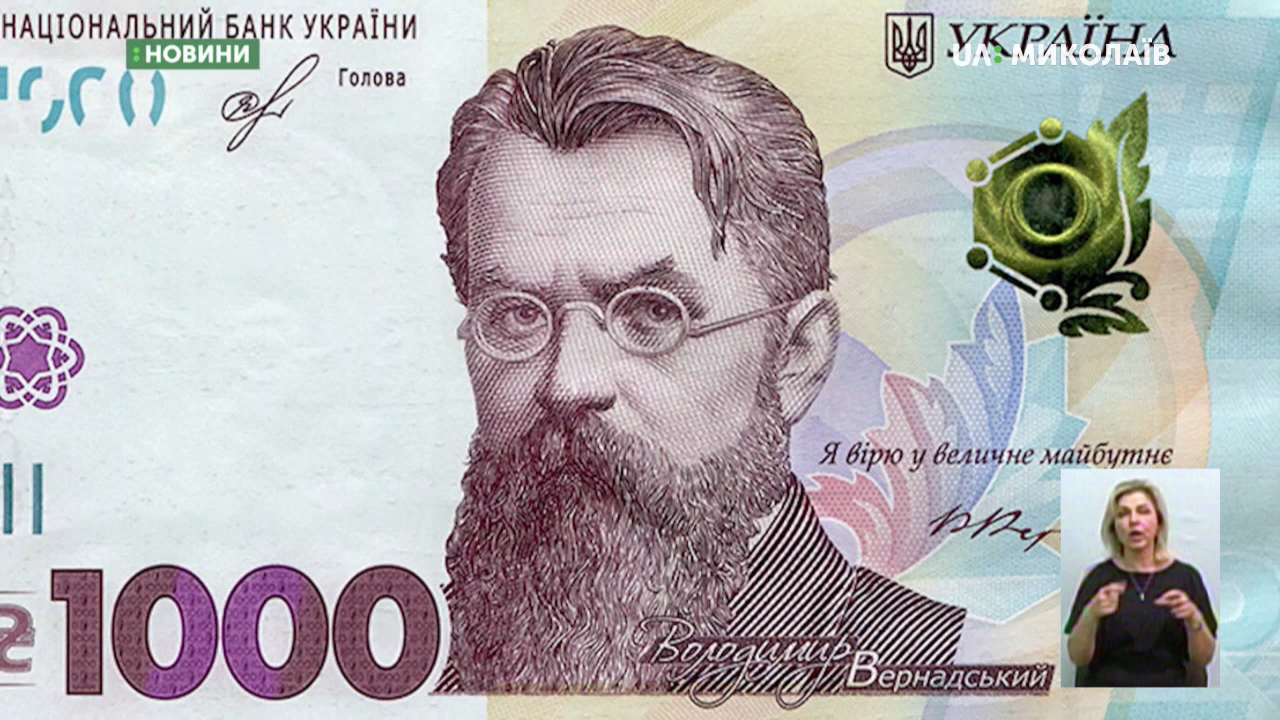 НАЦІОНАЛЬНИЙ БАНК УКРАЇНИ
УКРАЇНА
НОВИНИ
UA: МИКОЛАЇВ
Голова
Я вірю у величне майбутнє
₴1000
Володимир
Вернадський